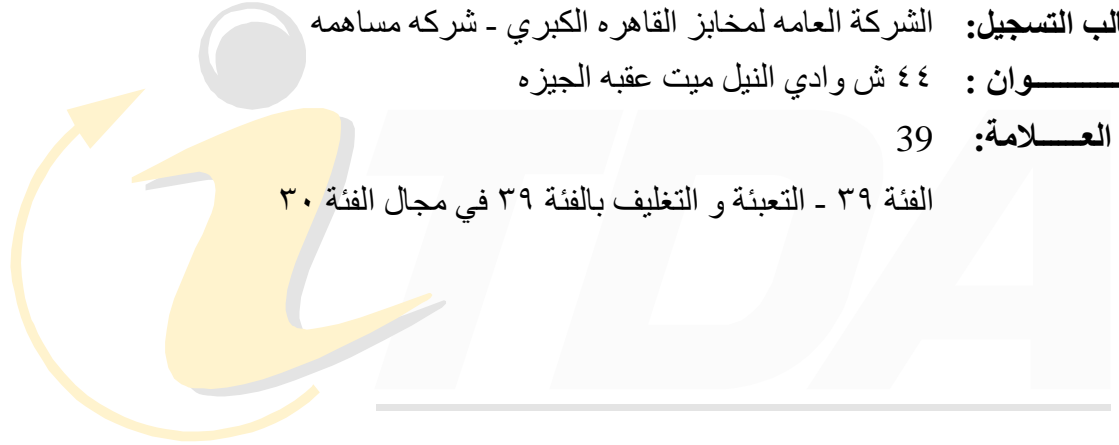 الب التسجيل: الشركة العامه لمخابز القاهره الكبري - شركه مساهمه
ـوان : ٤٤ ش وادي النيل ميت عقبه الجيزه
العـــلامة: 39
الفئة ٣٩ - التعبئة و التغليف بالفئة ٣٩ في مجال الفئة ٣٠
iTDA